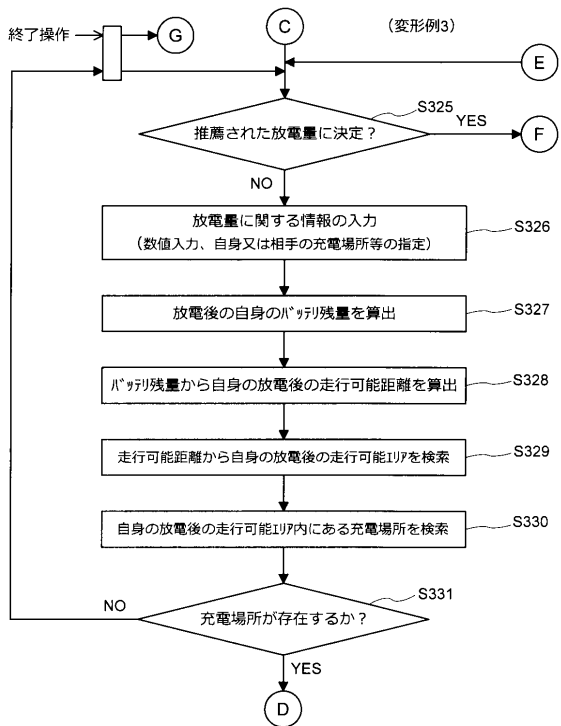 終了操作
G
C
(変形例3)
E
S325
推薦された放電量に決定?
YES
F
NO
放電量に関する情報の入力
(数値入力、自身又は相手の充電場所等の指定)
S326
放電後の自身のバッテリ残量を算出
S327
バッテリ残量から自身の放電後の走行可能距離を算出
S328
走行可能距離から自身の放電後の走行可能エリアを検索
S329
自身の放電後の走行可能エリア内にある充電場所を検索
S330
S331
NO
充電場所が存在するか?
YES
D